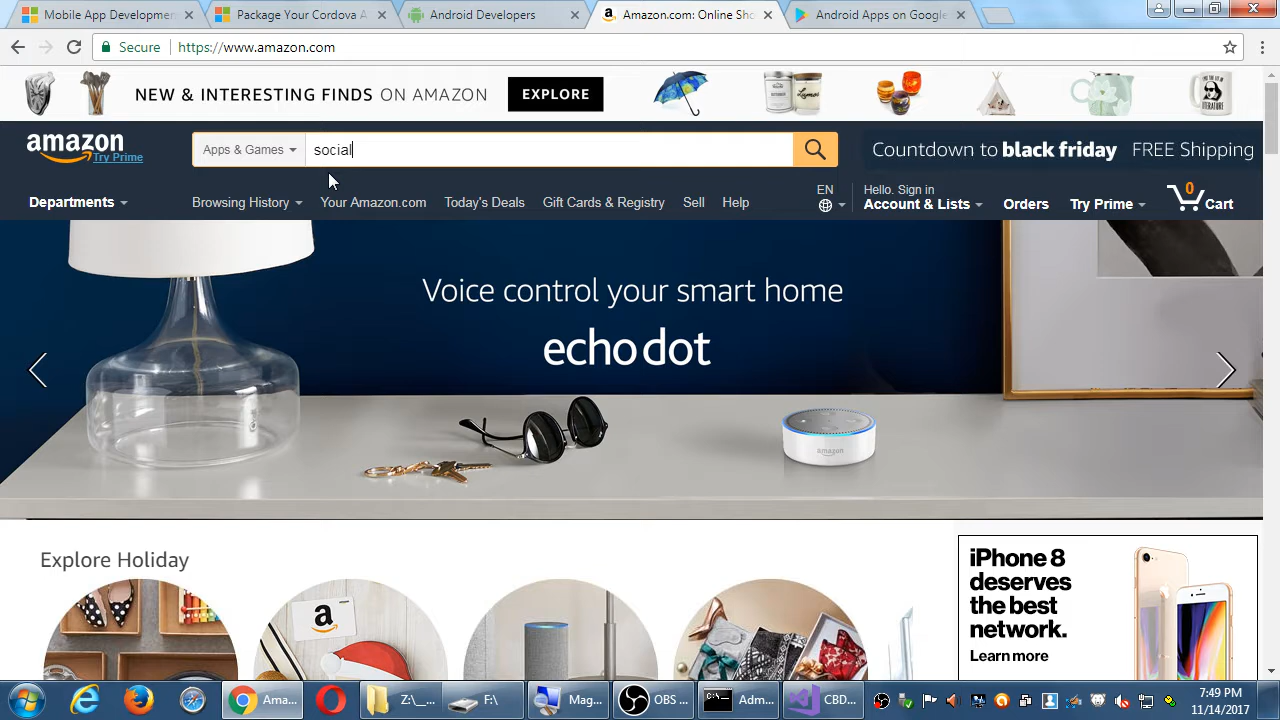 Mobile App Developmen
Package Your Cordova A
Android Developers
Amazon.com: Online Sho
Android Apps on Google
Secure
https://www.amazon.com
NEW & INTERESTING FINDS ON AMAZON
EXPLORE
amazon
Try Prime
Apps & Games
social
Countdown to black friday FREE Shipping
Departments
Browsing History
Your Amazon.com
Today's Deals
Gift Cards & Registry
Sell
Help
EN
Hello. Sign in
Account & Lists
Orders
Try Prime
0
Cart
Voice control your smart home
echo dot
amazon
Explore Holiday
iPhone 8
deserves
the best
network.
Learn more
Ama...
Z:\__...
F:\
Mag...
OBS ...
Adm...
CBD...
7:49 PM
11/14/2017